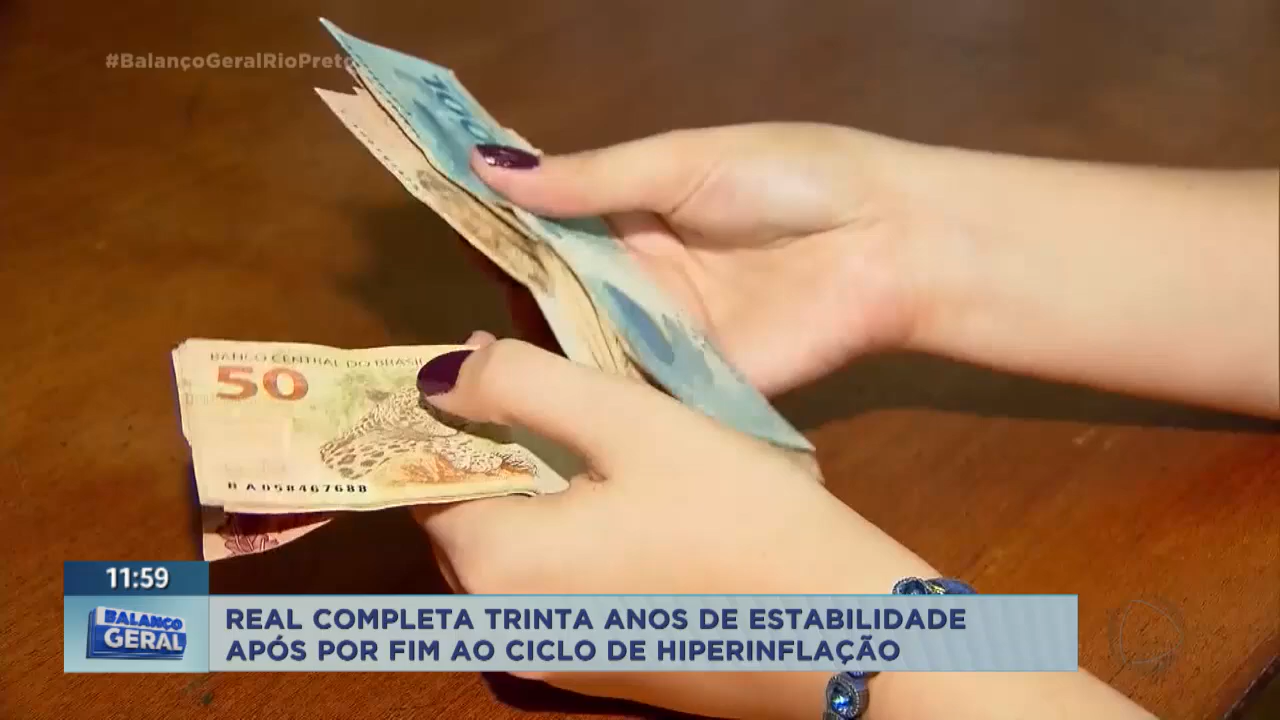 #BalançoGeralRioPreto
100
BANCO CENTRAL DO BRASIL
50
BA058467688
11:59
BALANÇO
GERAL
REAL COMPLETA TRINTA ANOS DE ESTABILIDADE
APÓS POR FIM AO CICLO DE HIPERINFLAÇÃO